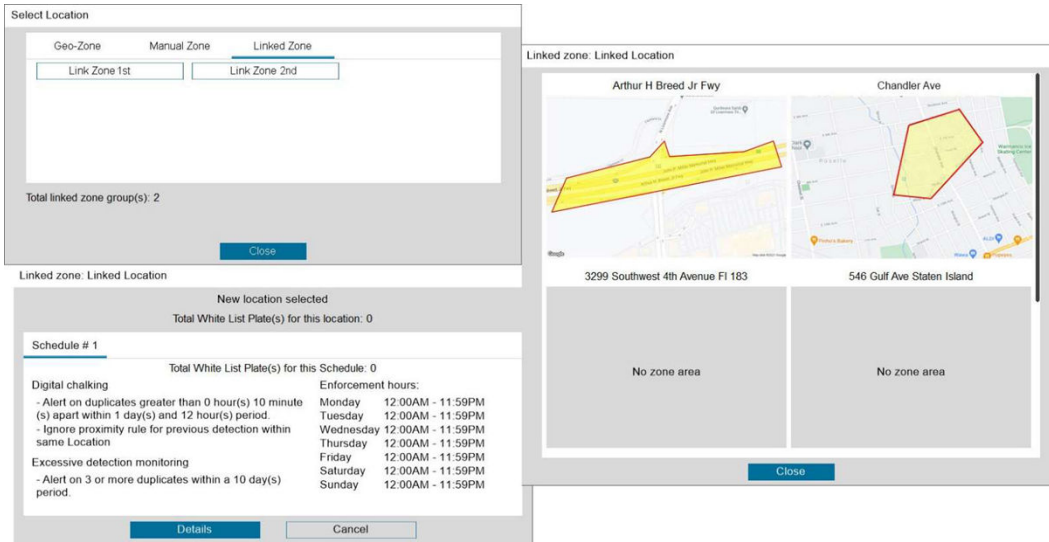 Select Location
Geo-Zone Manual Zone Linked Zone
Link Zone 1st Link Zone 2nd
Total linked zone group(s): 2
Close
Linked zone: Linked Location
New location selected
Total White List Plate(s) for this location: 0
Schedule # 1
Total White List Plate(s) for this Schedule: 0
Digital chalking
- Alert on duplicates greater than 0 hour(s) 10 minute
(s) apart within 1 day(s) and 12 hour(s) period.
- Ignore proximity rule for previous detection within
same Location
Excessive detection monitoring
- Alert on 3 or more duplicates within a 10 day(s)
period.
Enforcement hours:
Monday 12:00AM - 11:59PM
Tuesday 12:00AM - 11:59PM
Wednesday 12:00AM - 11:59PM
Thursday 12:00AM - 11:59PM
Friday 12:00AM - 11:59PM
Saturday 12:00AM - 11:59PM
Sunday 12:00AM - 11:59PM
Details Cancel
Linked zone: Linked Location
Arthur H Breed Jr Fwy Chandler Ave
Google
ALDI
3299 Southwest 4th Avenue Fl 183 546 Gulf Ave Staten Island
No zone area No zone area
Close